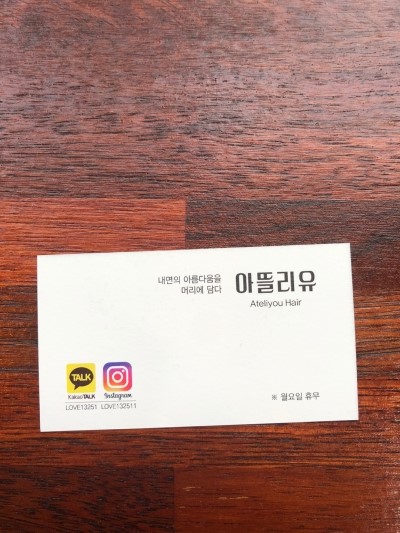 내면의 아름다움을
머리에 담다
아뜰리유
Ateliyou Hair
TALK
KakaoTALK
Instagram
LOVE13251
LOVE132511
※ 월요일 휴무